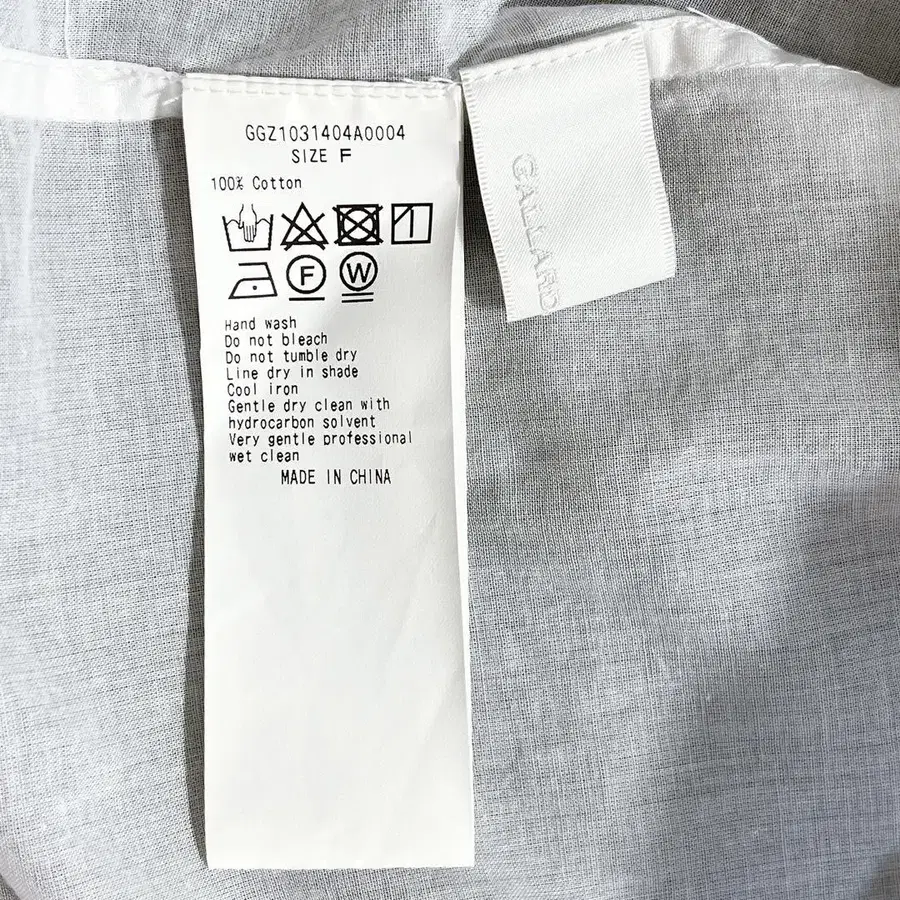 GGZ1031404A0004
SIZE F
100% Cotton
F
W
Hand wash
Do not bleach
Do not tumble dry
Line dry in shade
Cool iron
Gentle dry clean with
hydrocarbon solvent
Very gentle professional
wet clean
MADE IN CHINA